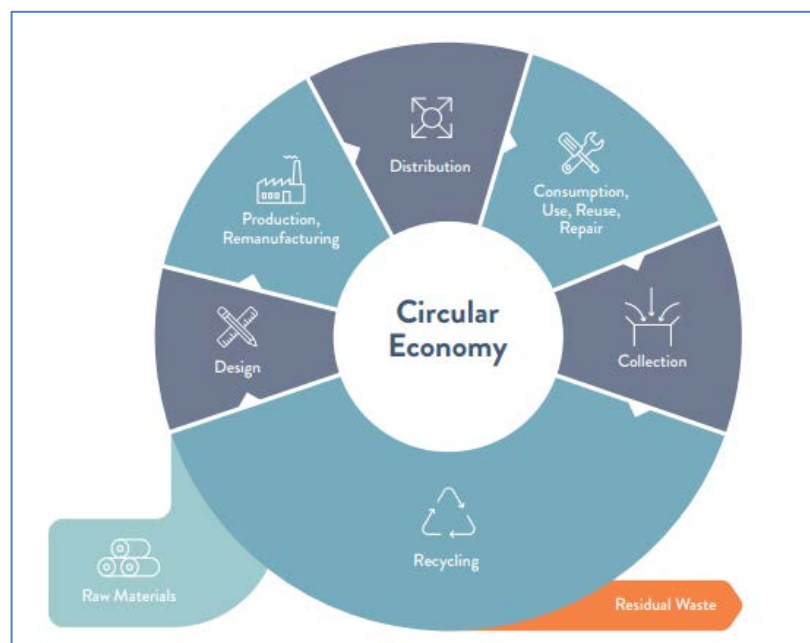 Distribution
Consumption,
Use, Reuse,
Repair
Production,
Remanufacturing
Circular
Economy
Design
Collection
Recycling
Raw Materials
Residual Waste